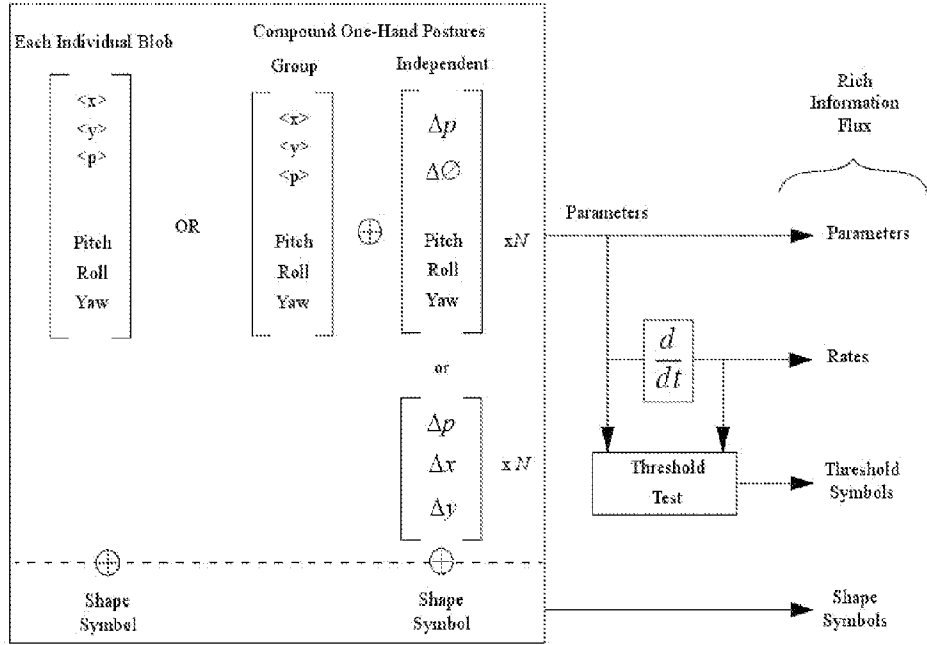 Each Individual Blob
Compound One-Hand Postures
Group
Independent
<x>
<y>
<p>
Pitch
Roll
Yaw
OR
<x>
<y>
<p>
Pitch
Roll
Yaw
⊕
Δp
Δ∅
Pitch
Roll
Yaw
xN
or
Δp
Δx
Δy
x N
⊕
⊕
Shape
Symbol
Shape
Symbol
Parameters
d
dt
Threshold
Test
Rich
Information
Flux
Parameters
Rates
Threshold
Symbols
Shape
Symbols